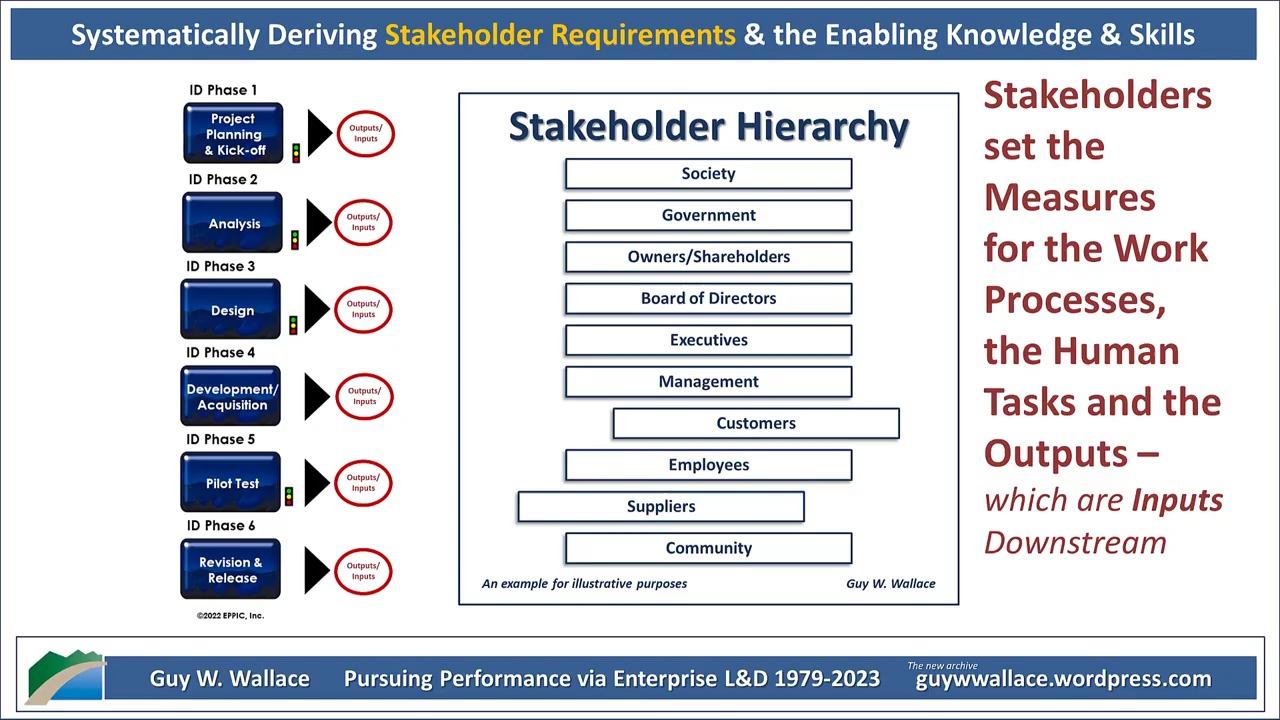 Systematically Deriving Stakeholder Requirements & the Enabling Knowledge & Skills
ID Phase 1
Project
Planning
& Kick-off
Outputs/
Inputs
ID Phase 2
Analysis
Outputs/
Inputs
ID Phase 3
Design
Outputs/
Inputs
ID Phase 4
Development/
Acquisition
Outputs/
Inputs
ID Phase 5
Pilot Test
Outputs/
Inputs
ID Phase 6
Revision &
Release
Outputs/
Inputs
©2022 EPPIC, Inc.
Stakeholder Hierarchy
Society
Government
Owners/Shareholders
Board of Directors
Executives
Management
Customers
Employees
Suppliers
Community
An example for illustrative purposes
Guy W. Wallace
Stakeholders
set the
Measures
for the Work
Processes,
the Human
Tasks and the
Outputs –
which are Inputs
Downstream
Guy W. Wallace
Pursuing Performance via Enterprise L&D 1979-2023
The new archive
guywwallace.wordpress.com